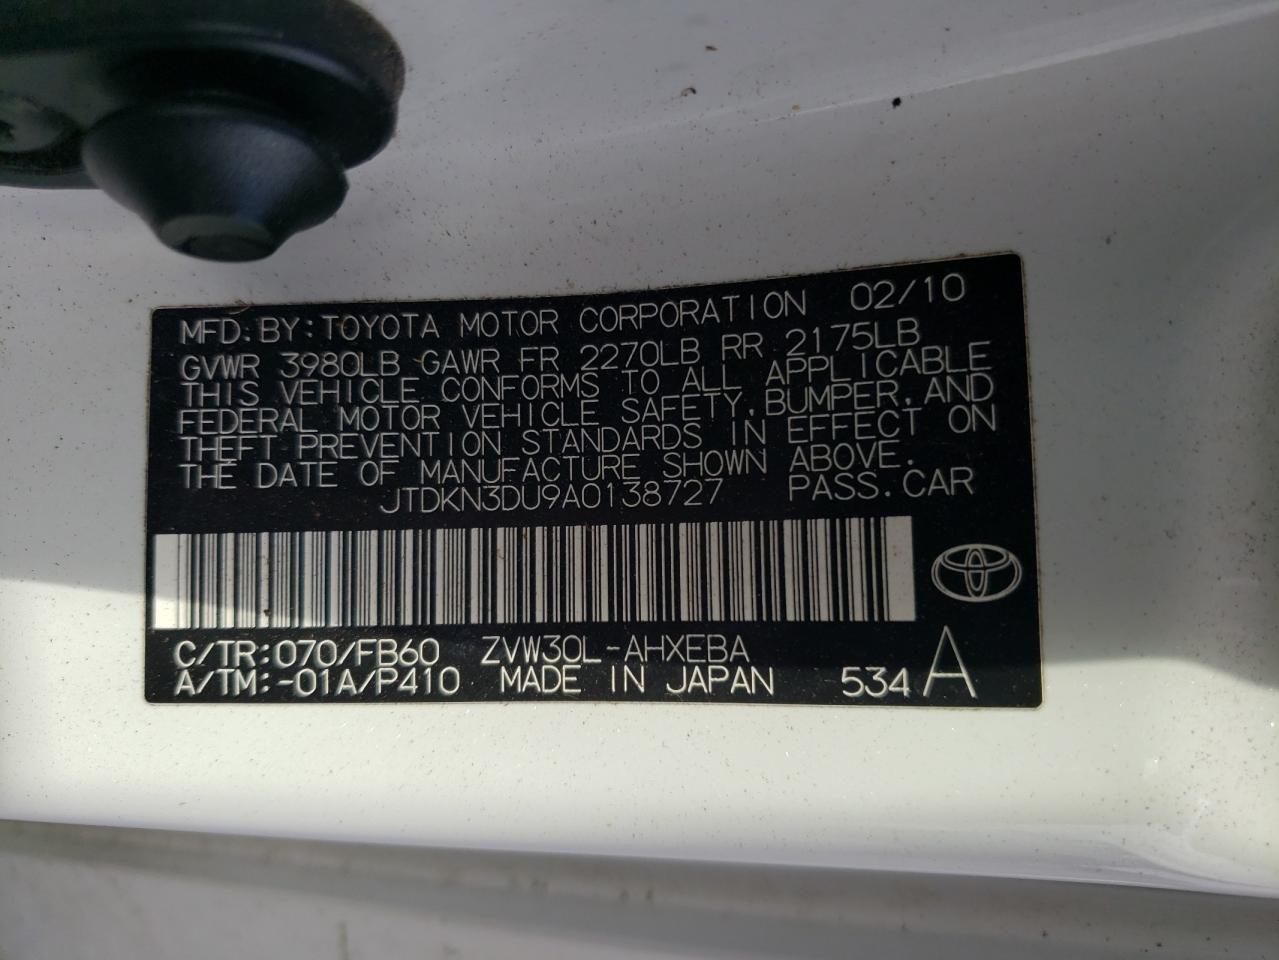 MFD. BY: TOYOTA MOTOR CORPORATION 02/10
GVWR 3980LB GAWR FR 2270LB RR 2175LB
THIS VEHICLE CONFORMS TO ALL APPLICABLE
FEDERAL MOTOR VEHICLE SAFETY, BUMPER, AND
THEFT PREVENTION STANDARDS IN EFFECT ON
THE DATE OF MANUFACTURE SHOWN ABOVE.
JTDKN3DU9A0138727 PASS. CAR
C/TR: 070/FB60 ZVW30L-AHXEBA
A/TM: -01A/P410 MADE IN JAPAN 534 A